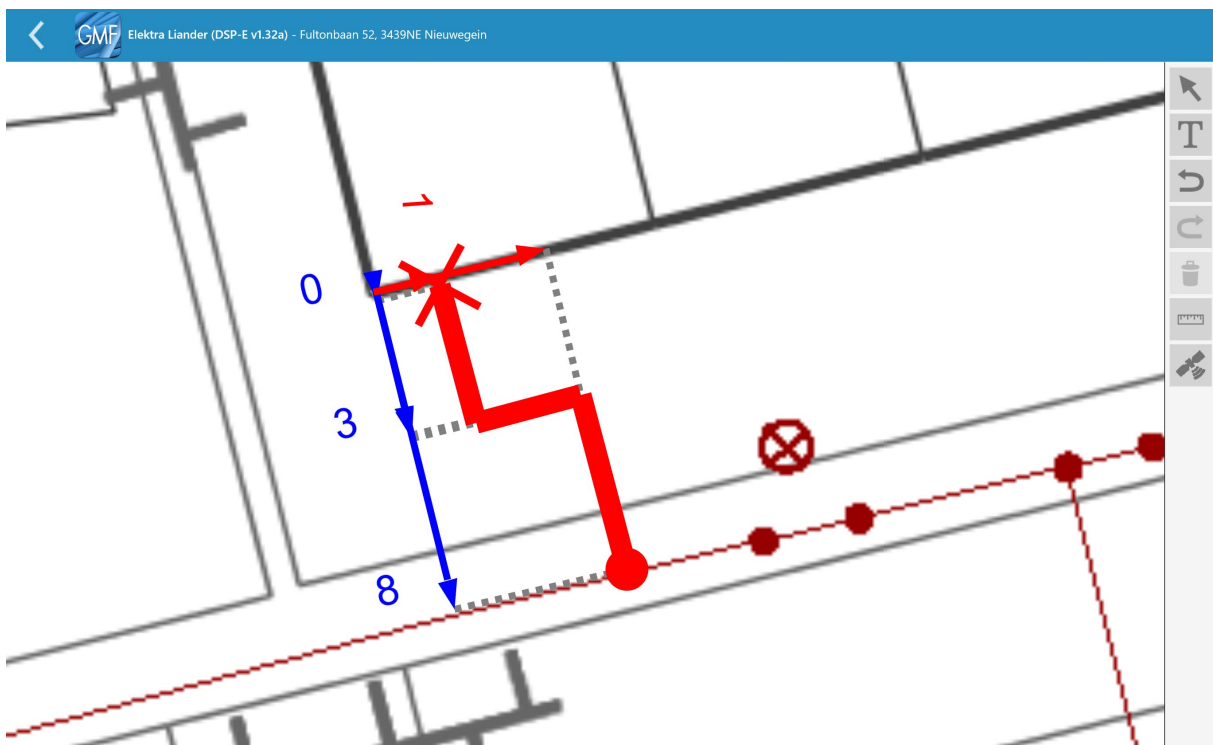 GMF Elektra Liander (DSP-E v1.32a) - Fultonbaan 52, 3439NE Nieuwegein
T
1
0
3
8